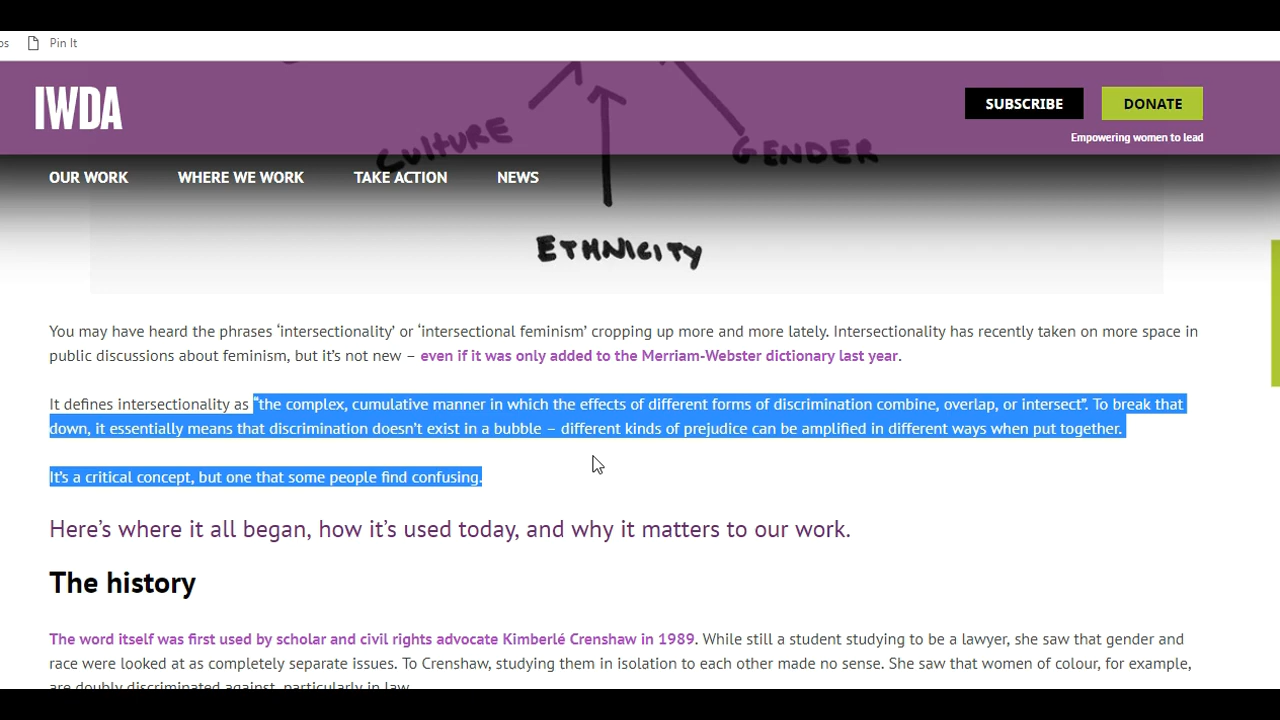 Pin It
IWDA
SUBSCRIBE
DONATE
Empowering women to lead
CULTURE
GENDER
OUR WORK
WHERE WE WORK
TAKE ACTION
NEWS
ETHNICITY
You may have heard the phrases ‘intersectionality’ or ‘intersectional feminism’ cropping up more and more lately. Intersectionality has recently taken on more space in
public discussions about feminism, but it’s not new – even if it was only added to the Merriam-Webster dictionary last year.
It defines intersectionality as “the complex, cumulative manner in which the effects of different forms of discrimination combine, overlap, or intersect”. To break that
down, it essentially means that discrimination doesn’t exist in a bubble – different kinds of prejudice can be amplified in different ways when put together.
It’s a critical concept, but one that some people find confusing.
Here’s where it all began, how it’s used today, and why it matters to our work.
The history
The word itself was first used by scholar and civil rights advocate Kimberlé Crenshaw in 1989. While still a student studying to be a lawyer, she saw that gender and
race were looked at as completely separate issues. To Crenshaw, studying them in isolation to each other made no sense. She saw that women of colour, for example,
are doubly discriminated against, particularly in law.